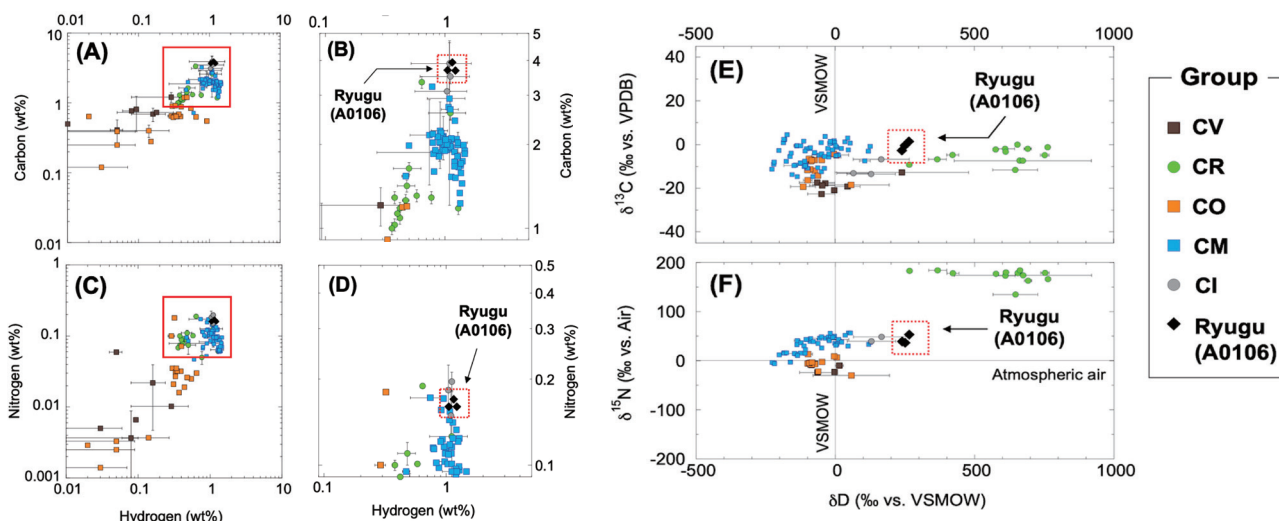 0.01 0.1 1 10
(A)
10
1
0.1
0.01
Carbon (wt%)
0.1 1
(B)
Ryugu
(A0106)
5
4
3
2
1
Carbon (wt%)
(C)
1
0.1
0.01
0.001
Nitrogen (wt%)
0.01 0.1 1 10
Hydrogen (wt%)
(D)
Ryugu
(A0106)
0.5
0.4
0.3
0.2
0.1
Nitrogen (wt%)
0.1 1
Hydrogen (wt%)
-500 0 500 1000
(E)
VSMOW
Ryugu
(A0106)
40
20
0
-20
-40
δ13C (‰ vs. VPDB)
(F)
Ryugu
(A0106)
Atmospheric air
VSMOW
200
100
0
-100
-200
δ15N (‰ vs. Air)
-500 0 500 1000
δD (‰ vs. VSMOW)
Group
CV
CR
CO
CM
CI
Ryugu
(A0106)